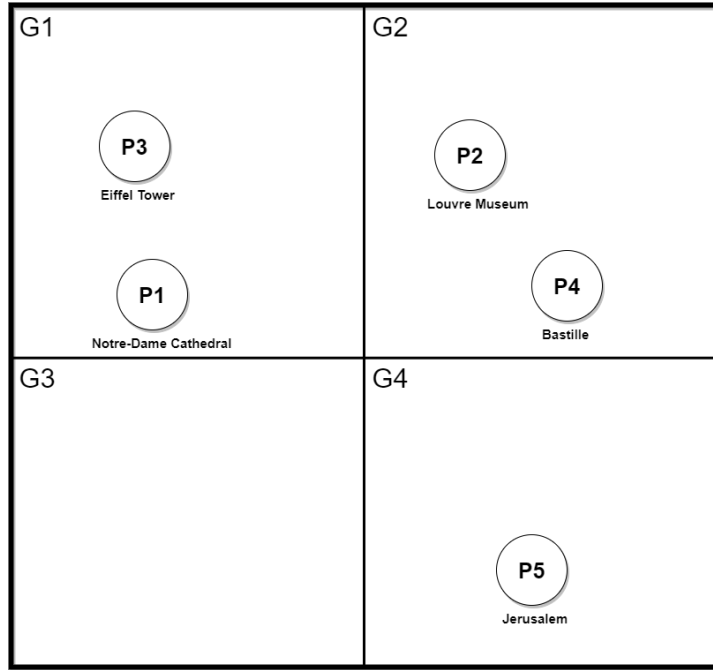 G1
G2
P3
Eiffel Tower
P2
Louvre Museum
P1
Notre-Dame Cathedral
P4
Bastille
G3
G4
P5
Jerusalem